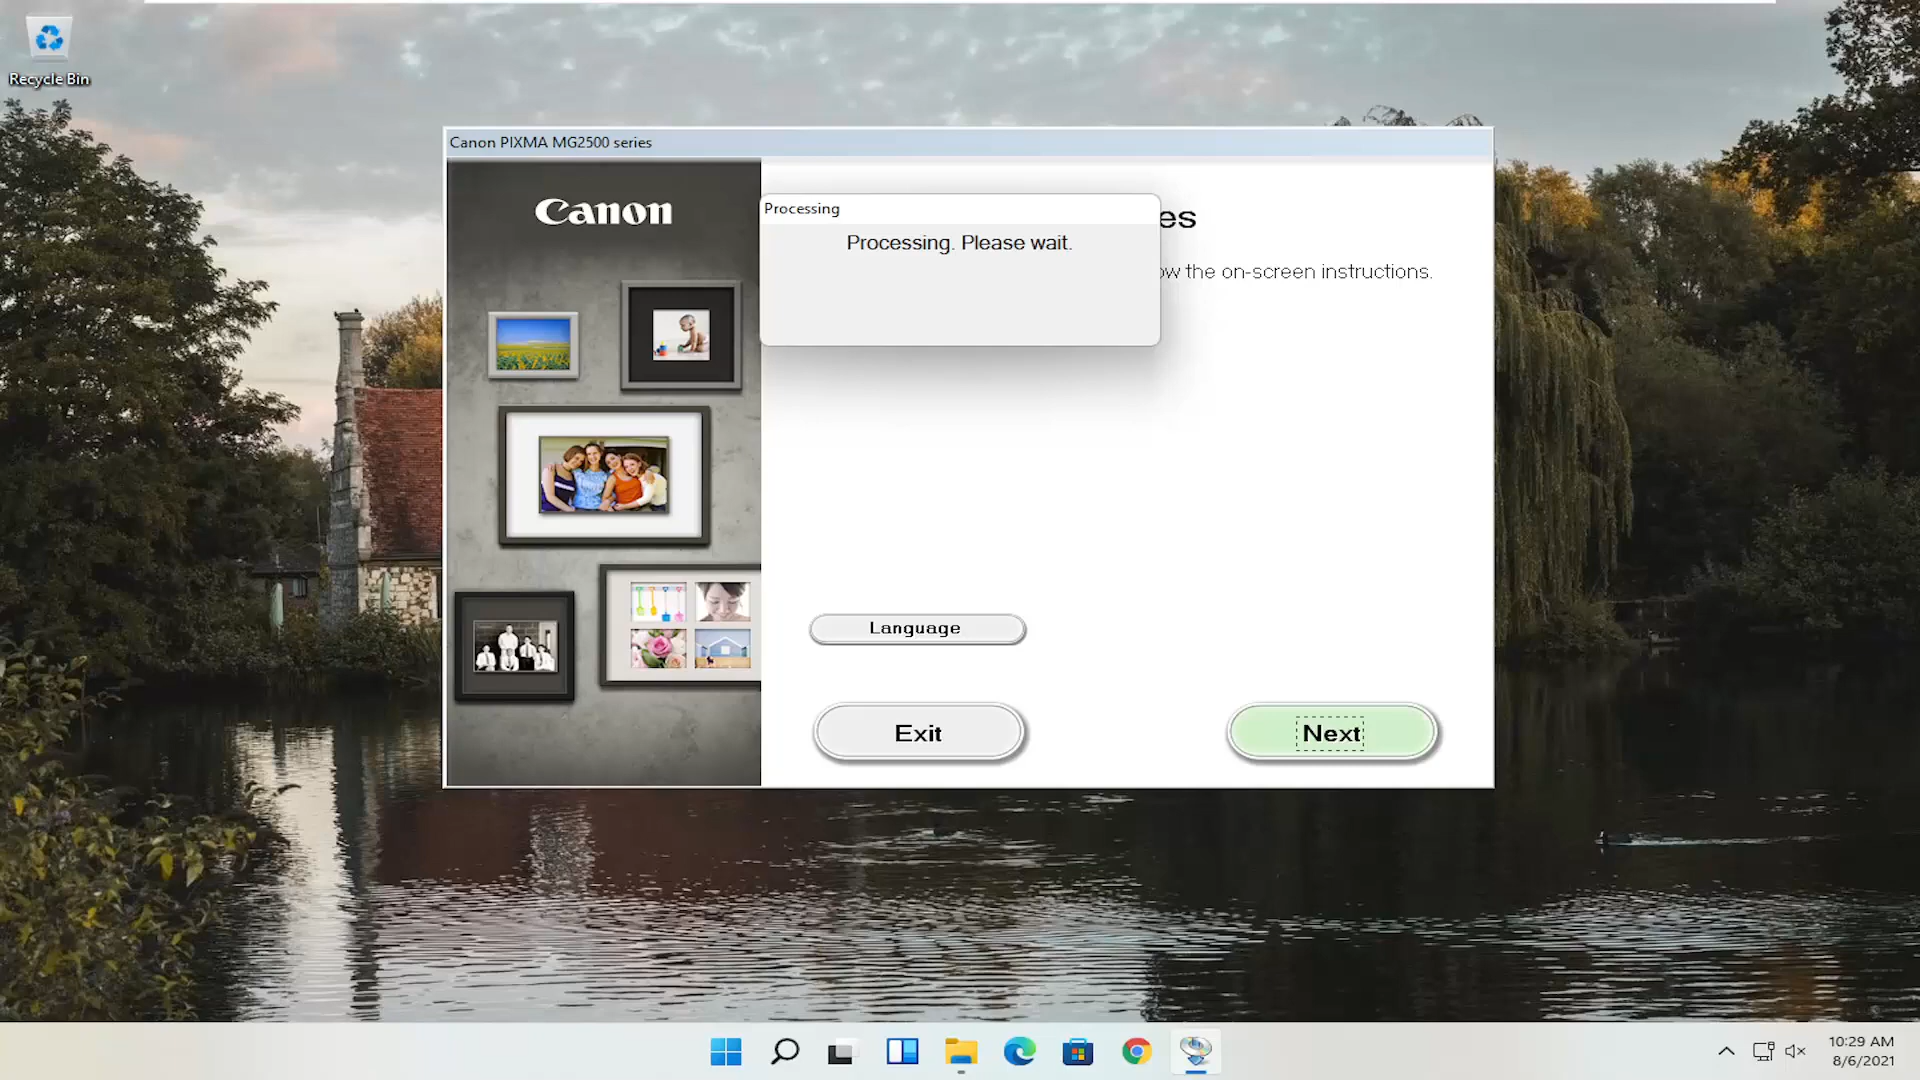 Recycle Bin
Canon PIXMA MG2500 series
Canon
Processing
Processing. Please wait.
es
ow the on-screen instructions.
Language
Exit
Next
10:29 AM
8/6/2021